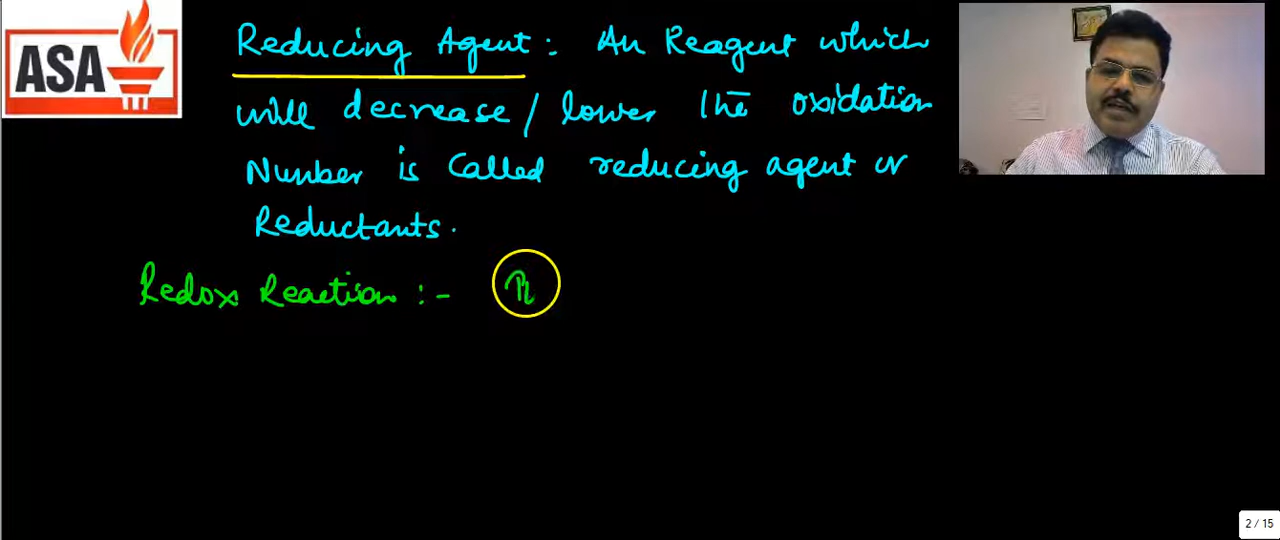 ASA
Reducing Agent : An Reagent which
will decrease / lower the oxidation
Number is called reducing agent or
Reductants.
Redox Reaction :- R
2 / 15